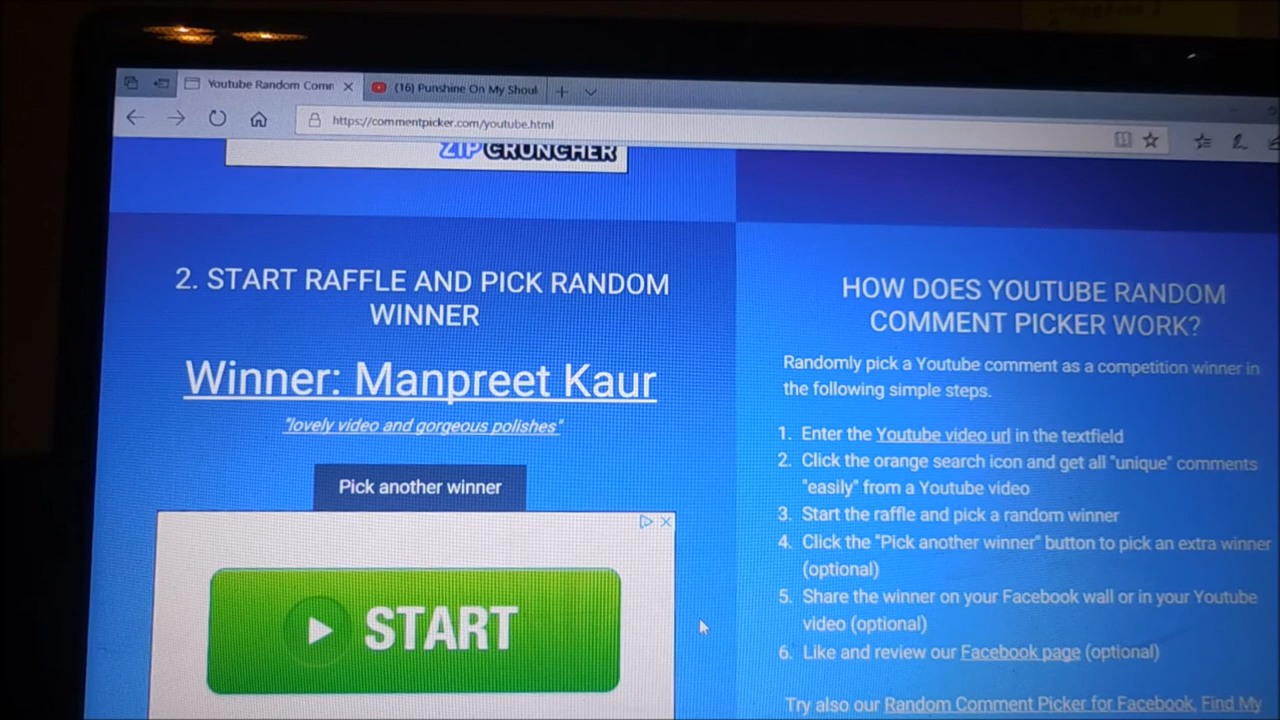 Youtube Random Comm
(16) Punshine On My Shoul
https://commentpicker.com/youtube.html
ZIP CRUNCHER
2. START RAFFLE AND PICK RANDOM
WINNER
Winner: Manpreet Kaur
"lovely video and gorgeous polishes"
Pick another winner
START
HOW DOES YOUTUBE RANDOM
COMMENT PICKER WORK?
Randomly pick a Youtube comment as a competition winner in
the following simple steps.
1. Enter the Youtube video url in the textfield
2. Click the orange search icon and get all "unique" comments
"easily" from a Youtube video
3. Start the raffle and pick a random winner
4. Click the "Pick another winner" button to pick an extra winner
(optional)
5. Share the winner on your Facebook wall or in your Youtube
video (optional)
6. Like and review our Facebook page (optional)
Try also our Random Comment Picker for Facebook, Find My